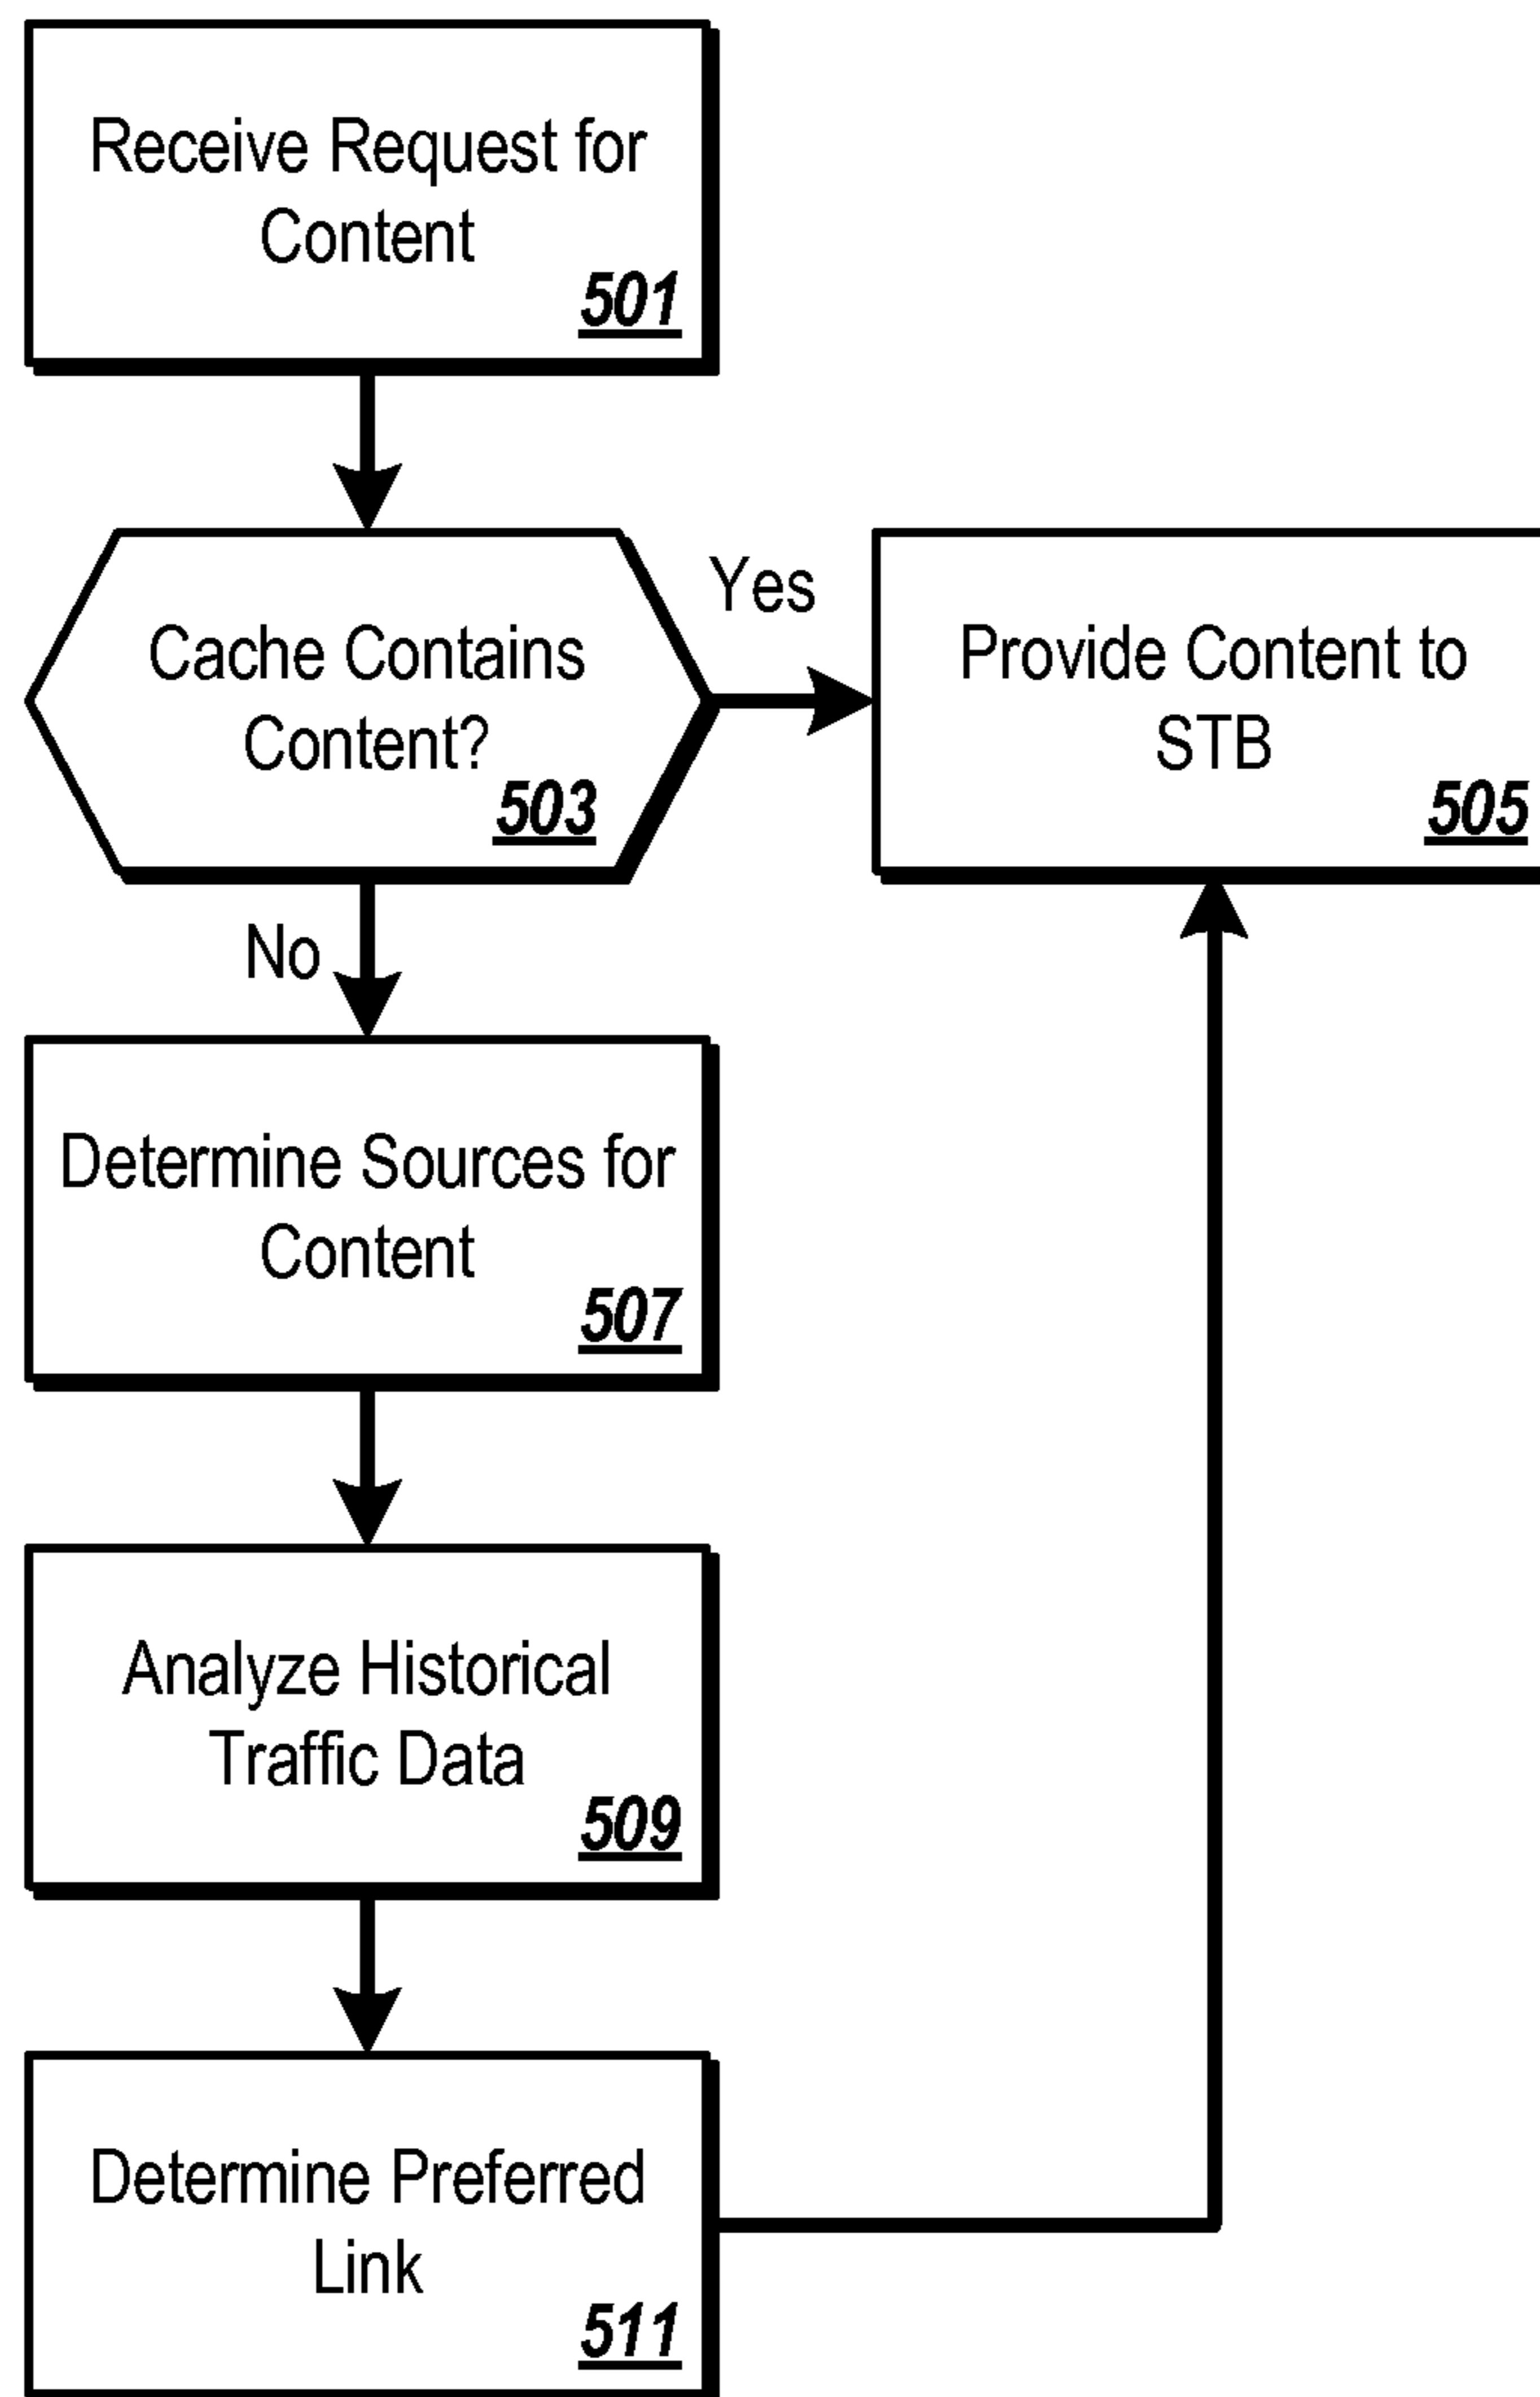 Receive Request for
Content
501
Yes
Cache Contains
Content?
503
Provide Content to
STB
505
No
Determine Sources for
Content
507
Analyze Historical
Traffic Data
509
Determine Preferred
Link
511